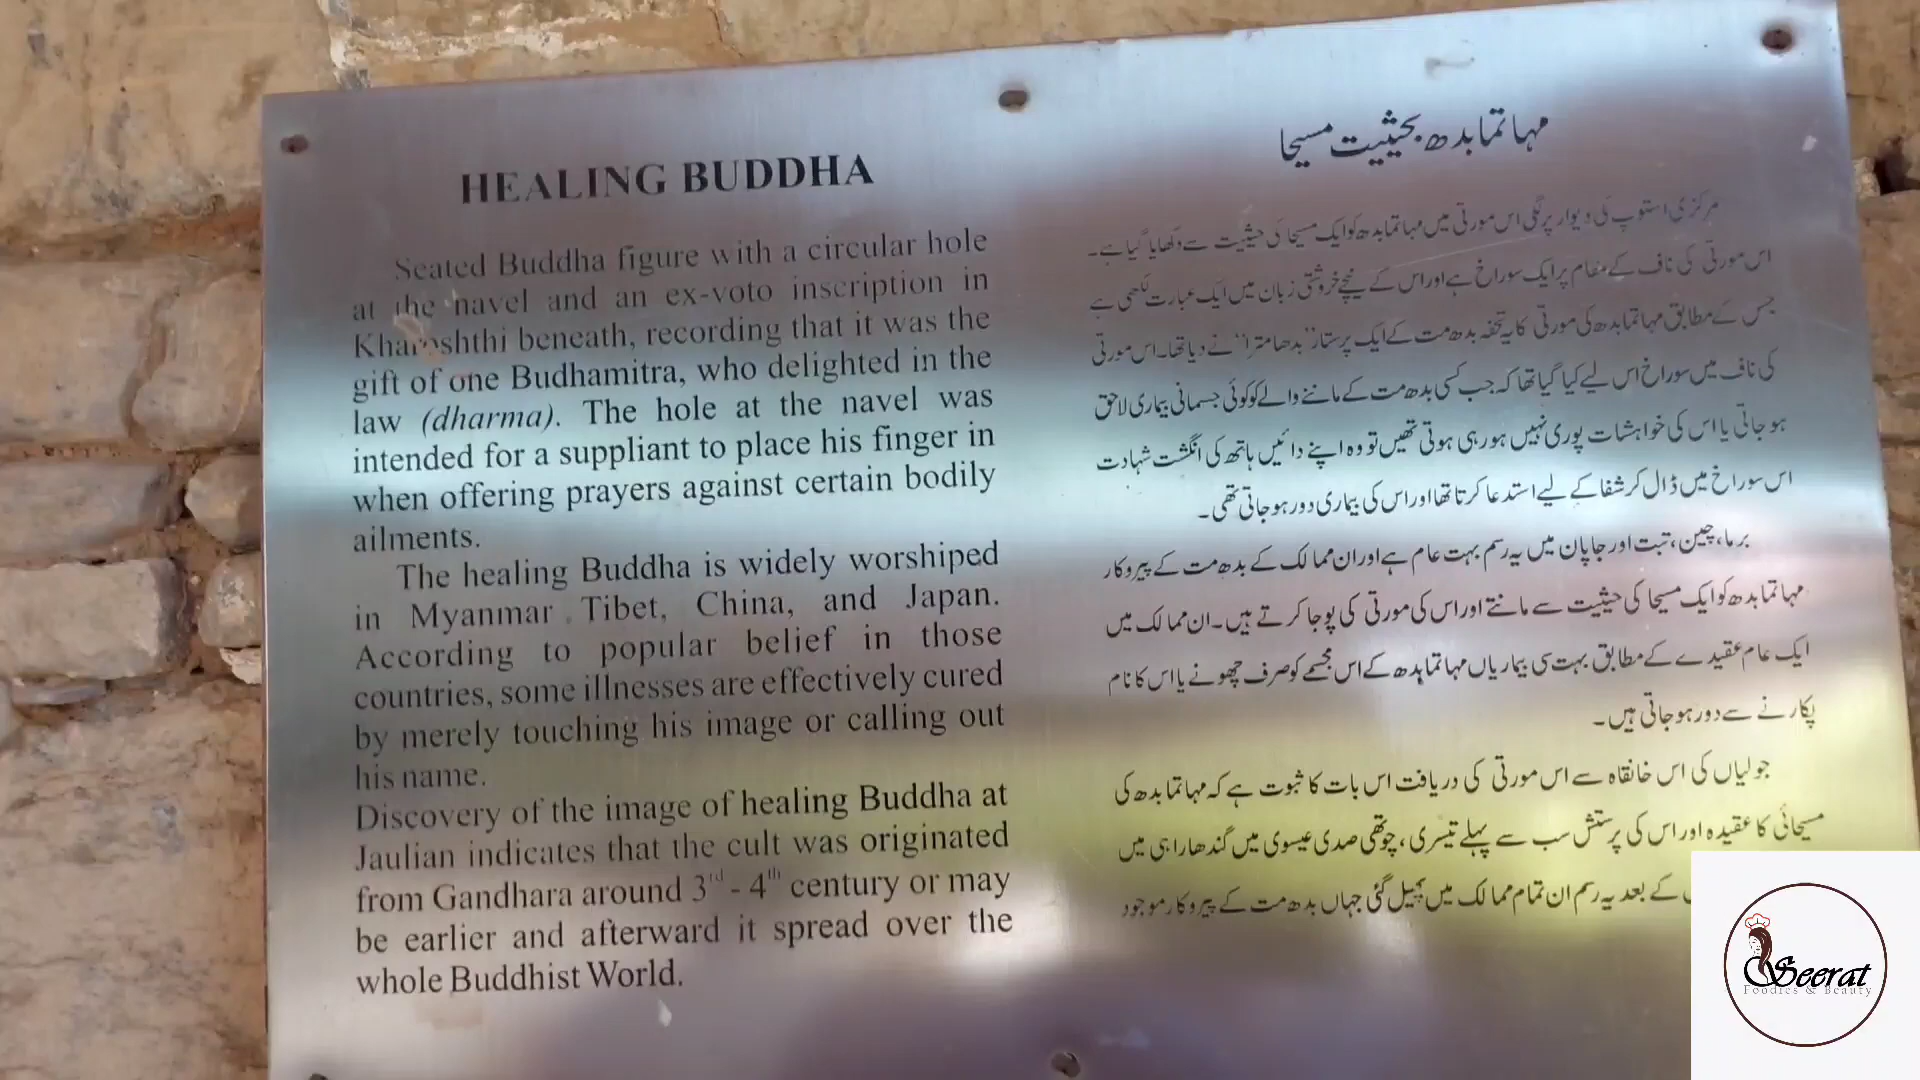 HEALING BUDDHA
Seated Buddha figure with a circular hole
at the navel and an ex-voto inscription in
Kharoshthi beneath, recording that it was the
gift of one Budhamitra, who delighted in the
law (dharma). The hole at the navel was
intended for a suppliant to place his finger in
when offering prayers against certain bodily
ailments.
The healing Buddha is widely worshiped
in Myanmar, Tibet, China, and Japan.
According to popular belief in those
countries, some illnesses are effectively cured
by merely touching his image or calling out
his name.
Discovery of the image of healing Buddha at
Jaulian indicates that the cult was originated
from Gandhara around 3rd - 4th century or may
be earlier and afterward it spread over the
whole Buddhist World.
مہاتما بدھ بحیثیت مسیحا
مرکزی استوپ کی دیوار پر لگی اس مورتی میں مہاتما بدھ کو ایک مسیحا کی حیثیت سے دکھایا گیا ہے۔
اس مورتی کی ناف کے مقام پر ایک سوراخ ہے اور اس کے نیچے خروشتی زبان میں ایک عبارت لکھی ہے
جس کے مطابق مہاتما بدھ کی مورتی کا یہ تحفہ بدھ مت کے ایک پرستار "بدھا مترا" نے دیا تھا۔ اس مورتی
کی ناف میں سوراخ اس لیے کیا گیا تھا کہ جب کسی بدھ مت کے ماننے والے کو کوئی جسمانی بیماری لاحق
ہو جاتی یا اس کی خواہشات پوری نہیں ہو رہی ہوتی تھیں تو وہ اپنے دائیں ہاتھ کی انگشت شہادت
اس سوراخ میں ڈال کر شفا کے لیے استدعا کرتا تھا اور اس کی بیماری دور ہو جاتی تھی۔
برما، چین، تبت اور جاپان میں یہ رسم بہت عام ہے اور ان ممالک کے بدھ مت کے پیروکار
مہاتما بدھ کو ایک مسیحا کی حیثیت سے مانتے اور اس کی مورتی کی پوجا کرتے ہیں۔ ان ممالک میں
ایک عام عقیدے کے مطابق بہت سی بیماریاں مہاتما بدھ کے اس مجسمے کو صرف چھونے یا اس کا نام
پکارنے سے دور ہو جاتی ہیں۔
جولیاں کی اس خانقاہ سے اس مورتی کی دریافت اس بات کا ثبوت ہے کہ مہاتما بدھ کی
مسیحائی کا عقیدہ اور اس کی پرستش سب سے پہلے تیسری، چوتھی صدی عیسوی میں گندھارا ہی میں
کے بعد یہ رسم ان تمام ممالک میں پھیل گئی جہاں بدھ مت کے پیروکار موجود
Seerat
Foodies & Beauty